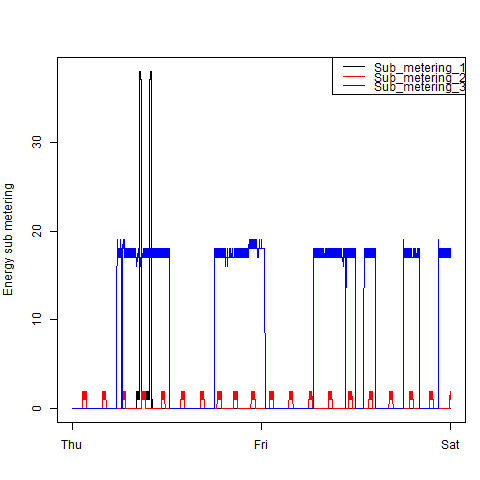 Sub_metering_1
Sub_metering_2
Sub_metering_3
Energy sub metering
30
20
10
0
Thu Fri Sat